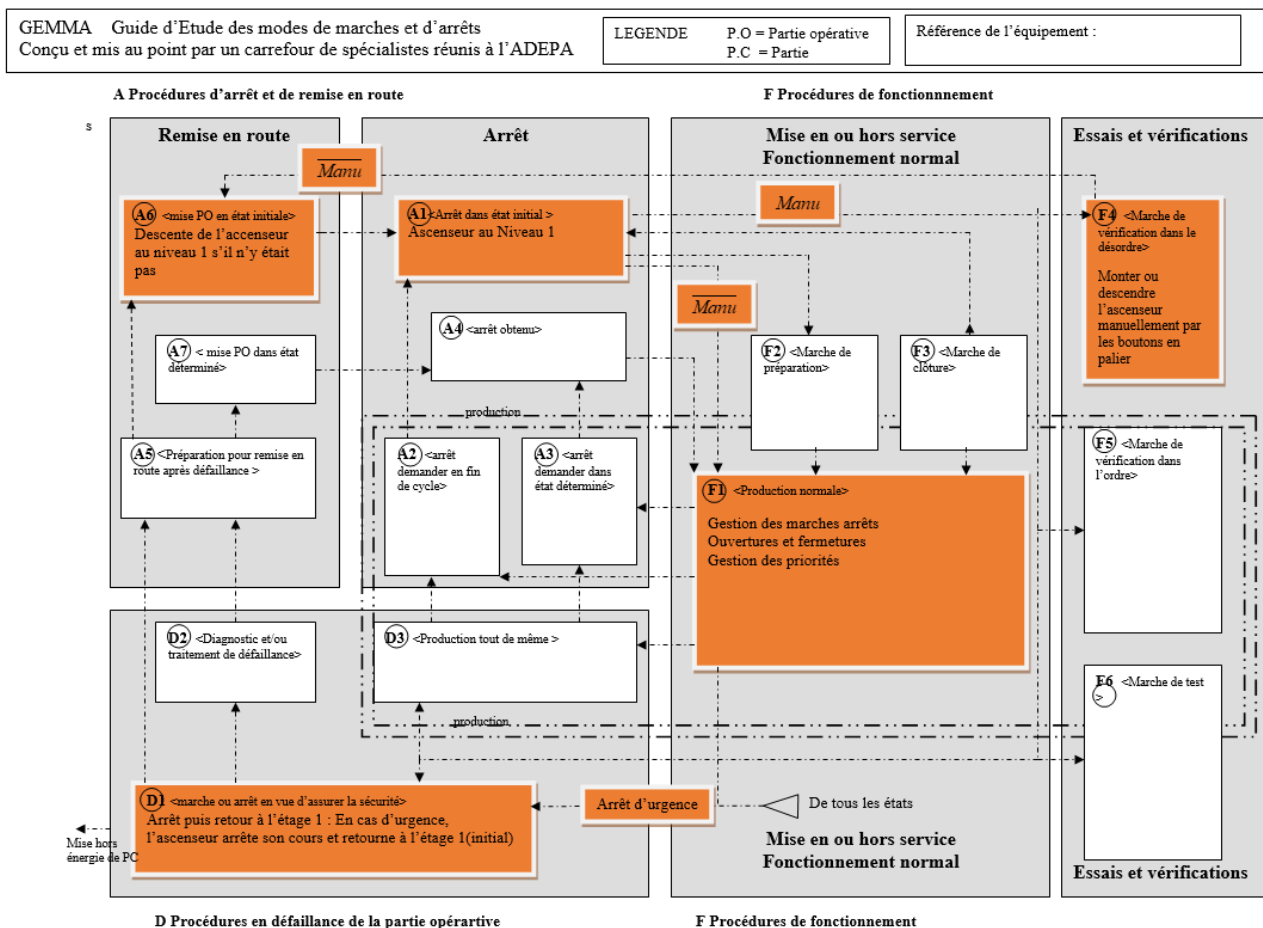 GEMMA Guide d'Etude des modes de marches et d'arrêts
Conçu et mis au point par un carrefour de spécialistes réunis à l'ADEPA
LEGENDE P.O = Partie opérative
P.C = Partie
Référence de l'équipement :
A Procédures d'arrêt et de remise en route
F Procédures de fonctionnnement
s
Remise en route
Arrêt
Mise en ou hors service
Fonctionnement normal
Essais et vérifications
Manu
Manu
A6 <mise PO en état initiale>
Descente de l'accenseur
au niveau 1 s'il n'y était
pas
A1 <Arrêt dans état initial >
Ascenseur au Niveau 1
F4 <Marche de
vérification dans le
désordre>
Monter ou
descendre
l'ascenseur
manuellement par
les boutons en
palier
Manu
A4 <arrêt obtenu>
A7 < mise PO dans état
déterminé>
F2 <Marche de
préparation>
F3 <Marche de
clôture>
production
A5 <Préparation pour remise en
route après défaillance >
A2 <arrêt
demander en fin
de cycle>
A3 <arrêt
demander dans
état déterminé>
F5 <Marche de
vérification dans
l'ordre>
F1 <Production normale>
Gestion des marches arrêts
Ouvertures et fermetures
Gestion des priorités
D2 <Diagnostic et/ou
traitement de défaillance>
D3 <Production tout de même >
F6 <Marche de test
>
production
D1 <marche ou arrêt en vue d'assurer la sécurité>
Arrêt puis retour à l'étage 1 : En cas d'urgence,
l'ascenseur arrête son cours et retourne à l'étage 1(initial)
Arrêt d'urgence
De tous les états
Mise hors
énergie de PC
Mise en ou hors service
Fonctionnement normal
Essais et vérifications
D Procédures en défaillance de la partie opérartive
F Procédures de fonctionnement